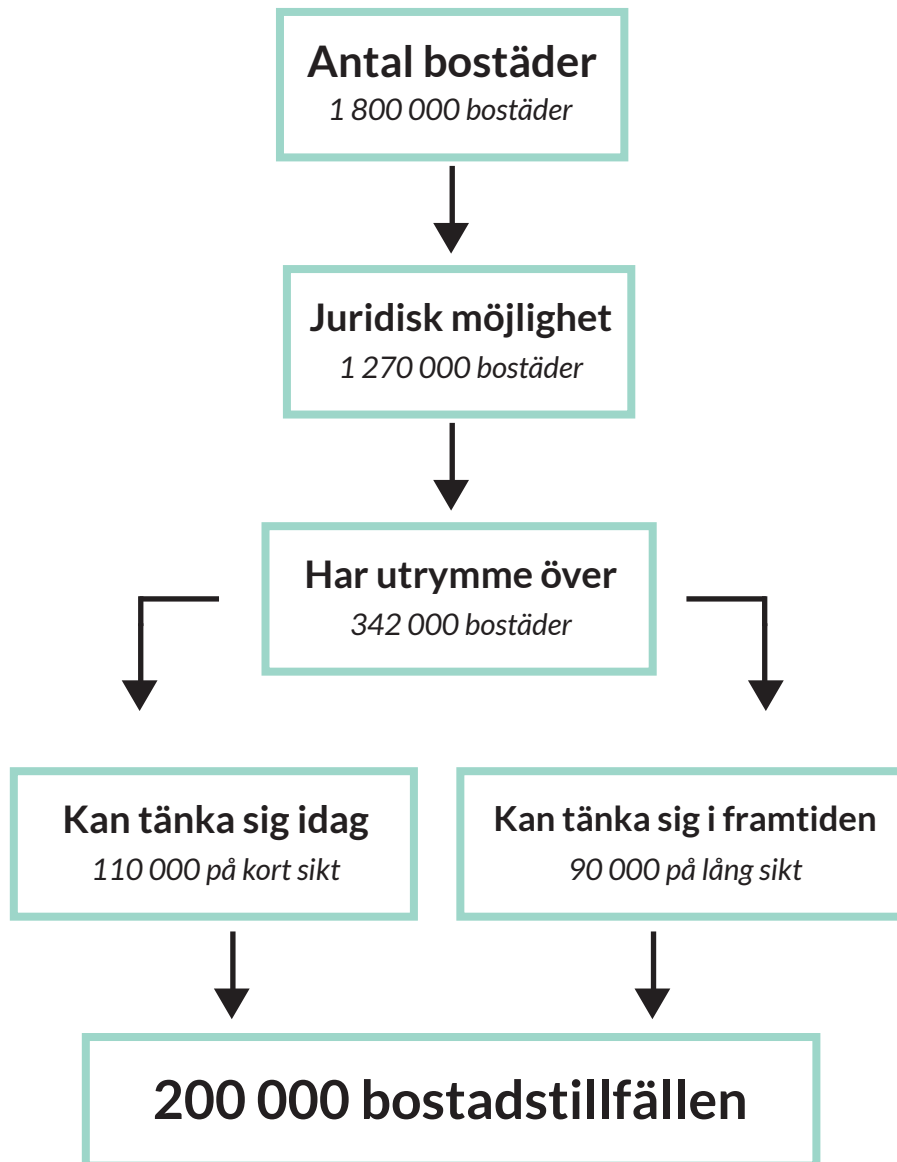 Antal bostäder
1 800 000 bostäder
Juridisk möjlighet
1 270 000 bostäder
Har utrymme över
342 000 bostäder
Kan tänka sig idag
110 000 på kort sikt
Kan tänka sig i framtiden
90 000 på lång sikt
200 000 bostadstillfällen